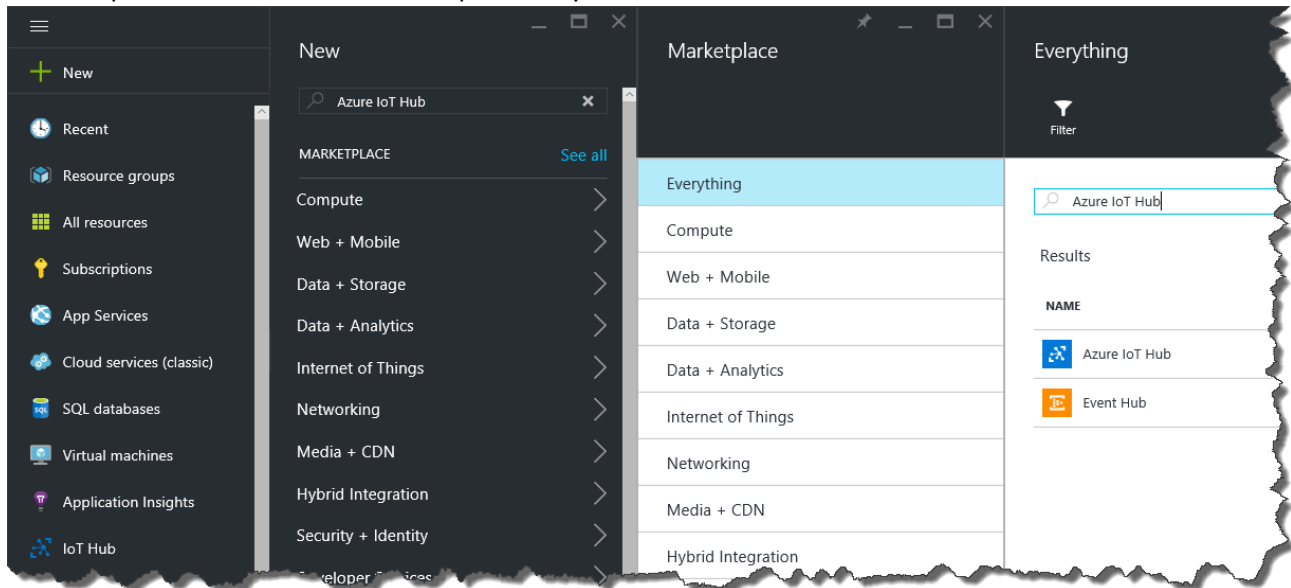 New
Recent
Resource groups
All resources
Subscriptions
App Services
Cloud services (classic)
SQL databases
Virtual machines
Application Insights
IoT Hub
New
Azure IoT Hub
MARKETPLACE See all
Compute
Web + Mobile
Data + Storage
Data + Analytics
Internet of Things
Networking
Media + CDN
Hybrid Integration
Security + Identity
Marketplace
Everything
Compute
Web + Mobile
Data + Storage
Data + Analytics
Internet of Things
Networking
Media + CDN
Hybrid Integration
Everything
Filter
Azure IoT Hub
Results
NAME
Azure IoT Hub
Event Hub